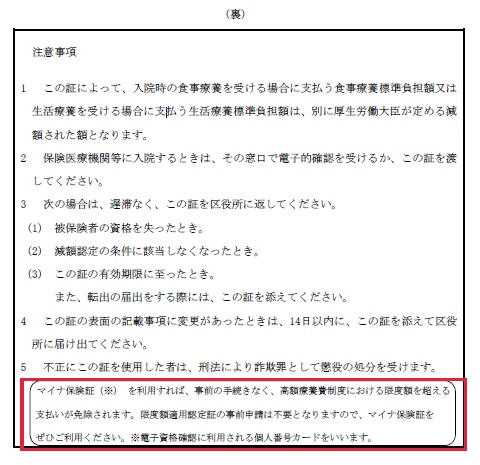 （裏）
注意事項
1　この証によって、入院時の食事療養を受ける場合に支払う食事療養標準負担額又は
生活療養を受ける場合に支払う生活療養標準負担額は、別に厚生労働大臣が定める減
額された額となります。
2　保険医療機関等に入院するときは、その窓口で電子的確認を受けるか、この証を渡
してください。
3　次の場合は、遅滞なく、この証を区役所に返してください。
(1)　被保険者の資格を失ったとき。
(2)　減額認定の条件に該当しなくなったとき。
(3)　この証の有効期限に至ったとき。
また、転出の届出をする際には、この証を添えてください。
4　この証の表面の記載事項に変更があったときは、14日以内に、この証を添えて区役
所に届け出てください。
5　不正にこの証を使用した者は、刑法により詐欺罪として懲役の処分を受けます。
マイナ保険証（※）を利用すれば、事前の手続きなく、高額療養費制度における限度額を超える
支払いが免除されます。限度額適用認定証の事前申請は不要となりますので、マイナ保険証を
ぜひご利用ください。※電子資格確認に利用される個人番号カードをいいます。